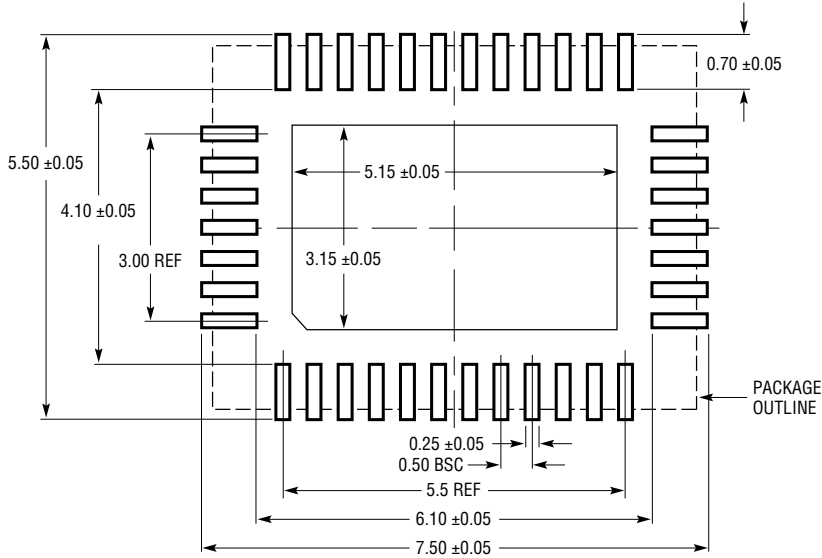 0.70 ±0.05
5.50 ±0.05
5.15 ±0.05
4.10 ±0.05
3.00 REF
3.15 ±0.05
PACKAGE
OUTLINE
0.25 ±0.05
0.50 BSC
5.5 REF
6.10 ±0.05
7.50 ±0.05